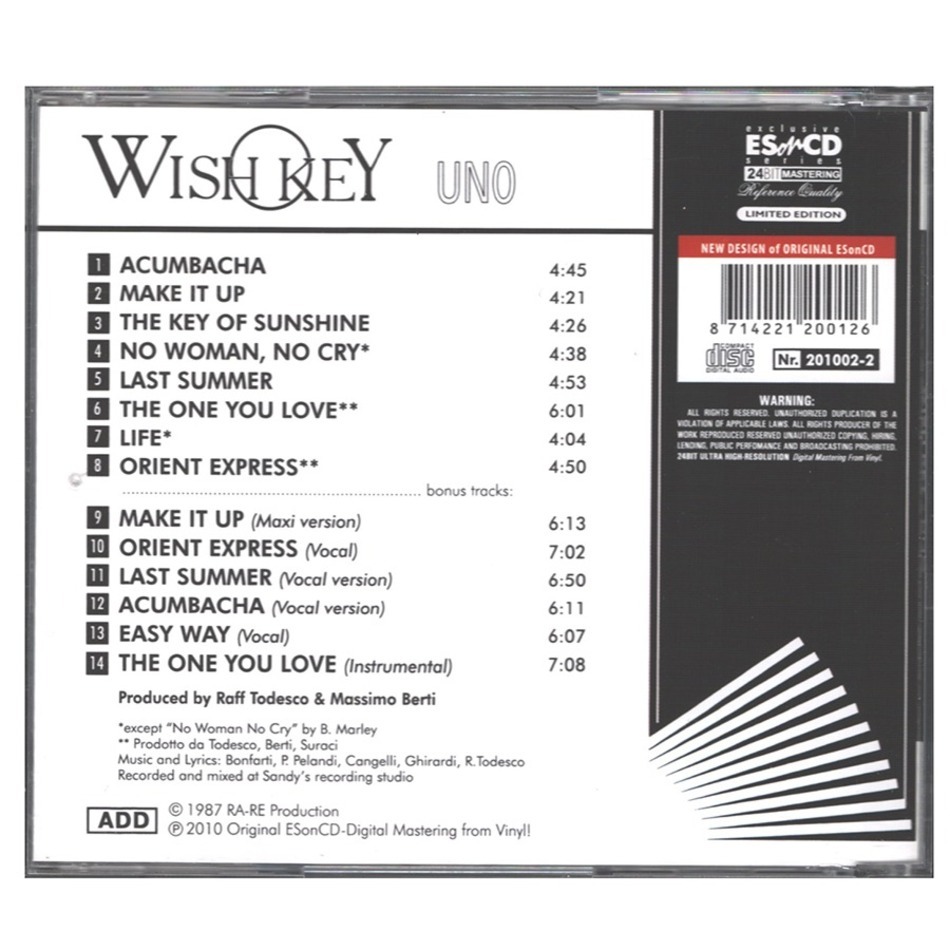 WISH KEY UNO
1 ACUMBACHA 4:45
2 MAKE IT UP 4:21
3 THE KEY OF SUNSHINE 4:26
4 NO WOMAN, NO CRY* 4:38
5 LAST SUMMER 4:53
6 THE ONE YOU LOVE** 6:01
7 LIFE* 4:04
8 ORIENT EXPRESS** 4:50
bonus tracks:
9 MAKE IT UP (Maxi version) 6:13
10 ORIENT EXPRESS (Vocal) 7:02
11 LAST SUMMER (Vocal version) 6:50
12 ACUMBACHA (Vocal version) 6:11
13 EASY WAY (Vocal) 6:07
14 THE ONE YOU LOVE (Instrumental) 7:08
Produced by Raff Todesco & Massimo Berti
*except "No Woman No Cry" by B. Marley
** Prodotto da Todesco, Berti, Suraci
Music and Lyrics: Bonfarti, P. Pelandi, Cangelli, Ghirardi, R.Todesco
Recorded and mixed at Sandy's recording studio
ADD
© 1987 RA-RE Production
℗ 2010 Original ESonCD-Digital Mastering from Vinyl!
exclusive
ESonCD
series
24BIT MASTERING
Reference Quality
LIMITED EDITION
NEW DESIGN of ORIGINAL ESonCD
8 714221 200126
COMPACT
disc
DIGITAL AUDIO
Nr. 201002-2
WARNING:
ALL RIGHTS RESERVED. UNAUTHORIZED DUPLICATION IS A
VIOLATION OF APPLICABLE LAWS. ALL RIGHTS PRODUCER OF THE
WORK REPRODUCED RESERVED UNAUTHORIZED COPYING, HIRING,
LENDING, PUBLIC PERFOMANCE AND BROADCASTING PROHIBITED.
24BIT ULTRA HIGH-RESOLUTION Digital Mastering From Vinyl.